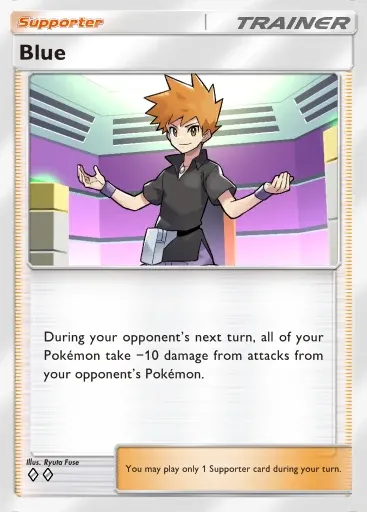 Supporter
TRAINER
Blue
During your opponent's next turn, all of your
Pokémon take −10 damage from attacks from
your opponent's Pokémon.
Illus. Ryuta Fuse
You may play only 1 Supporter card during your turn.